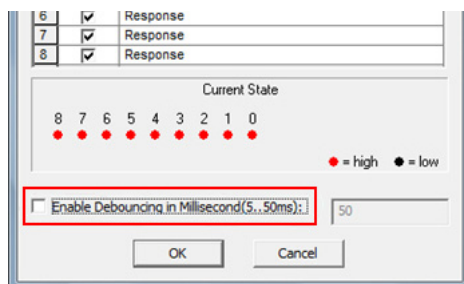 6 Response
7 Response
8 Response
Current State
8 7 6 5 4 3 2 1 0
= high = low
Enable Debouncing in Millisecond(5..50ms): 50
OK Cancel